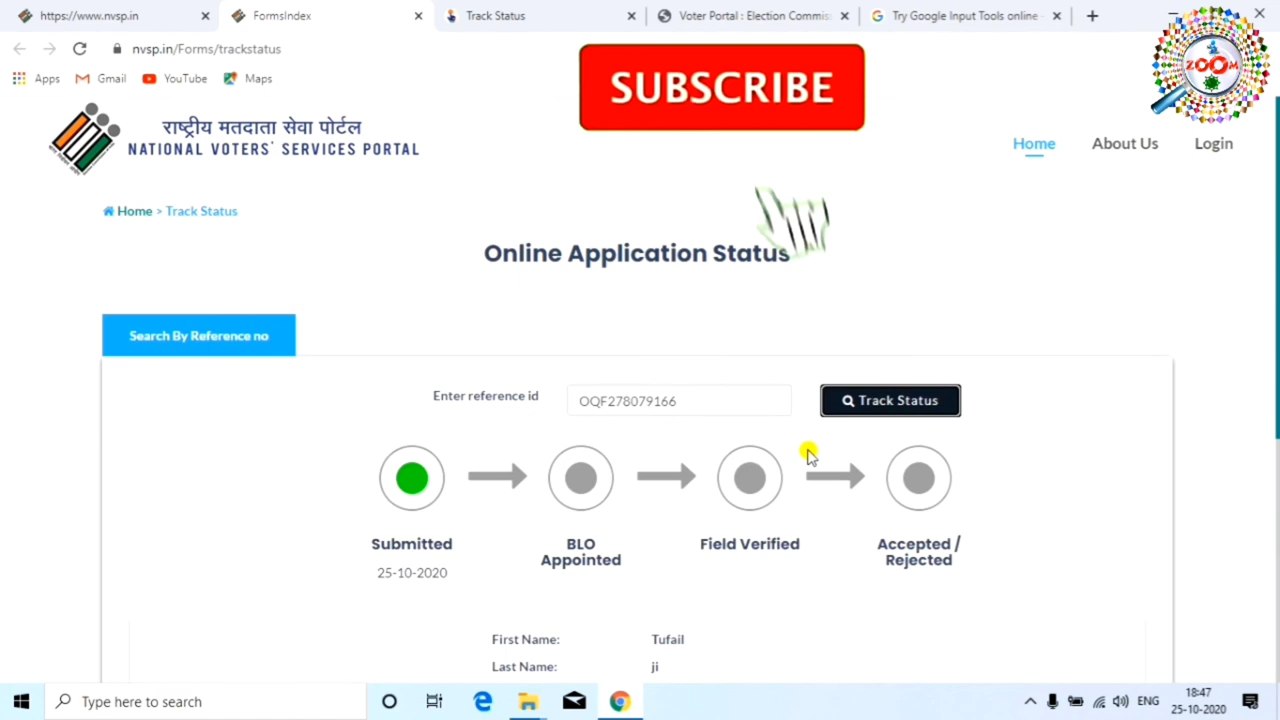 https://www.nvsp.in
FormsIndex
Track Status
Voter Portal : Election Commis
Try Google Input Tools online
nvsp.in/Forms/trackstatus
Apps
Gmail
YouTube
Maps
SUBSCRIBE
ZOOM
राष्ट्रीय मतदाता सेवा पोर्टल
NATIONAL VOTERS' SERVICES PORTAL
Home
About Us
Login
Home > Track Status
Online Application Status
Search By Reference no
Enter reference id
OQF278079166
Track Status
Submitted
25-10-2020
BLO
Appointed
Field Verified
Accepted /
Rejected
First Name:
Tufail
Last Name:
ji
Type here to search
ENG
18:47
25-10-2020